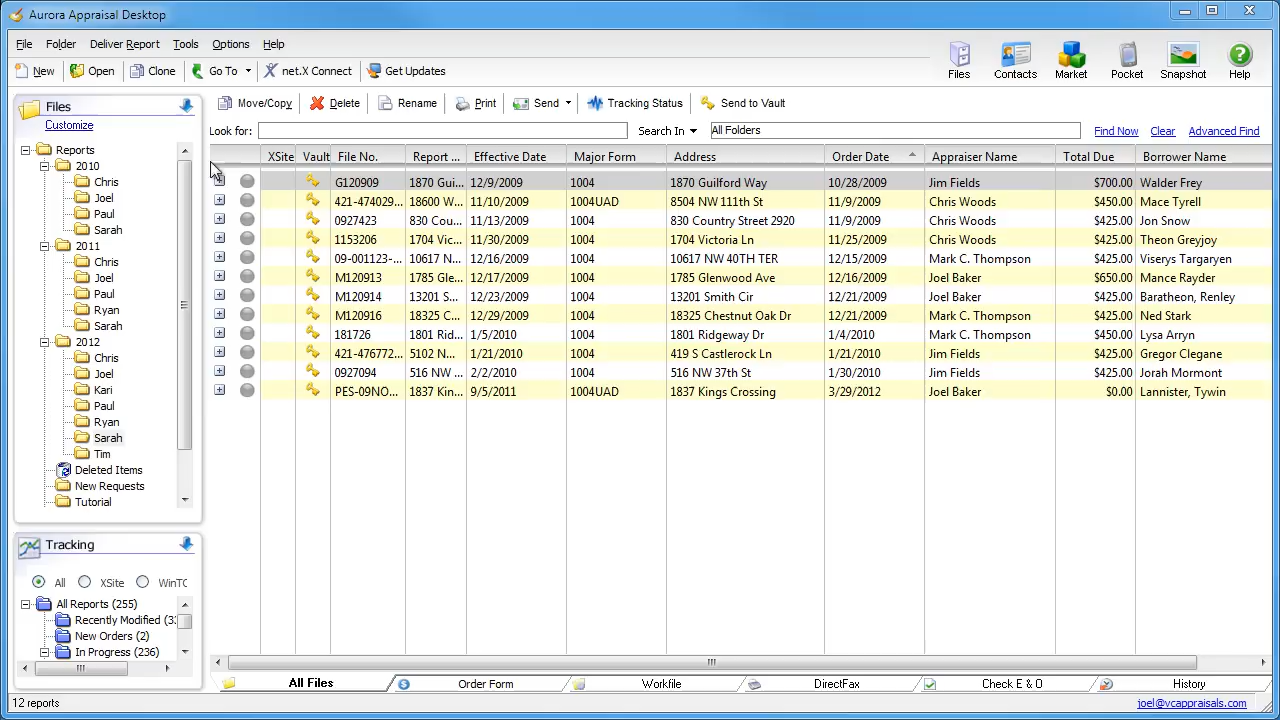 Aurora Appraisal Desktop
File Folder Deliver Report Tools Options Help
New Open Clone Go To net.X Connect Get Updates
Files Contacts Market Pocket Snapshot Help
Files
Customize
Move/Copy Delete Rename Print Send Tracking Status Send to Vault
Look for: Search In All Folders Find Now Clear Advanced Find
Reports
2010
Chris
Joel
Paul
Sarah
2011
Chris
Joel
Paul
Ryan
Sarah
2012
Chris
Joel
Kari
Paul
Ryan
Sarah
Tim
Deleted Items
New Requests
Tutorial
XSite Vault File No. Report ... Effective Date Major Form Address Order Date Appraiser Name Total Due Borrower Name
G120909 1870 Gui... 12/9/2009 1004 1870 Guilford Way 10/28/2009 Jim Fields $700.00 Walder Frey
421-474029... 18600 W... 11/10/2009 1004UAD 8504 NW 111th St 11/9/2009 Chris Woods $450.00 Mace Tyrell
0927423 830 Cou... 11/13/2009 1004 830 Country Street 2920 11/9/2009 Chris Woods $425.00 Jon Snow
1153206 1704 Vic... 11/30/2009 1004 1704 Victoria Ln 11/25/2009 Chris Woods $425.00 Theon Greyjoy
09-001123-... 10617 N... 12/16/2009 1004 10617 NW 40TH TER 12/15/2009 Mark C. Thompson $425.00 Viserys Targaryen
M120913 1785 Gle... 12/17/2009 1004 1785 Glenwood Ave 12/16/2009 Joel Baker $650.00 Mance Rayder
M120914 13201 S... 12/23/2009 1004 13201 Smith Cir 12/21/2009 Joel Baker $425.00 Baratheon, Renley
M120916 18325 C... 12/29/2009 1004 18325 Chestnut Oak Dr 12/21/2009 Mark C. Thompson $425.00 Ned Stark
181726 1801 Rid... 1/5/2010 1004 1801 Ridgeway Dr 1/4/2010 Mark C. Thompson $450.00 Lysa Arryn
421-476772... 5102 N... 1/21/2010 1004 419 S Castlerock Ln 1/21/2010 Jim Fields $425.00 Gregor Clegane
0927094 516 NW ... 2/2/2010 1004 516 NW 37th St 1/30/2010 Jim Fields $425.00 Jorah Mormont
PES-09NO... 1837 Kin... 9/5/2011 1004UAD 1837 Kings Crossing 3/29/2012 Joel Baker $0.00 Lannister, Tywin
Tracking
All XSite WinTO
All Reports (255)
Recently Modified (3
New Orders (2)
In Progress (236)
All Files Order Form Workfile DirectFax Check E & O History
12 reports joel@vcappraisals.com